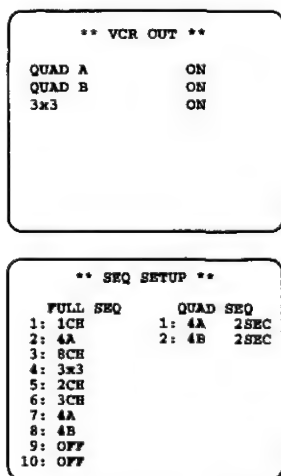 ** VCR OUT **
QUAD A ON
QUAD B ON
3x3 ON
** SEQ SETUP **
FULL SEQ QUAD SEQ
1: 1CH 1: 4A 2SEC
2: 4A 2: 4B 2SEC
3: 8CH
4: 3x3
5: 2CH
6: 3CH
7: 4A
8: 4B
9: OFF
10: OFF